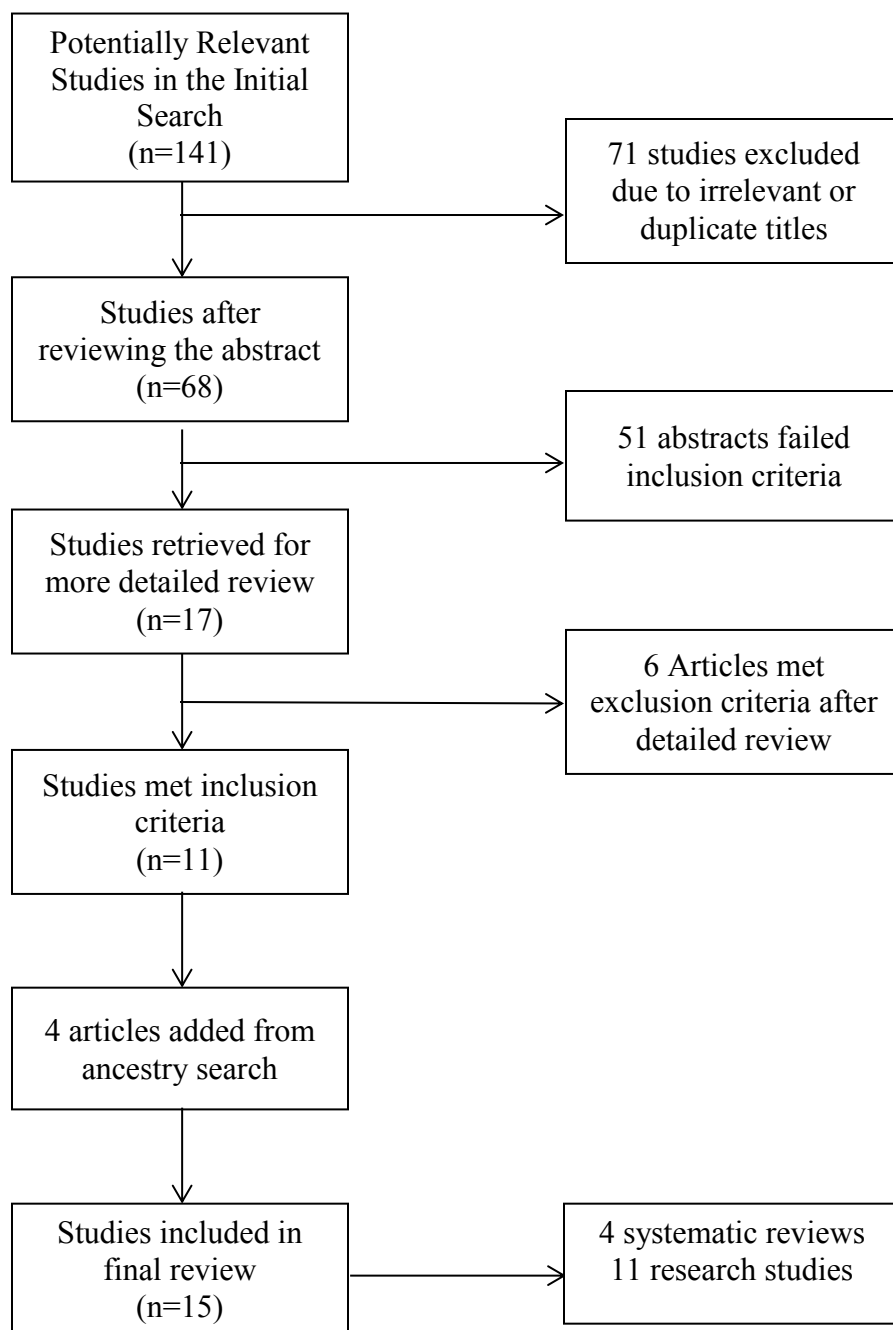 Potentially Relevant
Studies in the Initial
Search
(n=141)
71 studies excluded
due to irrelevant or
duplicate titles
Studies after
reviewing the abstract
(n=68)
51 abstracts failed
inclusion criteria
Studies retrieved for
more detailed review
(n=17)
6 Articles met
exclusion criteria after
detailed review
Studies met inclusion
criteria
(n=11)
4 articles added from
ancestry search
Studies included in
final review
(n=15)
4 systematic reviews
11 research studies